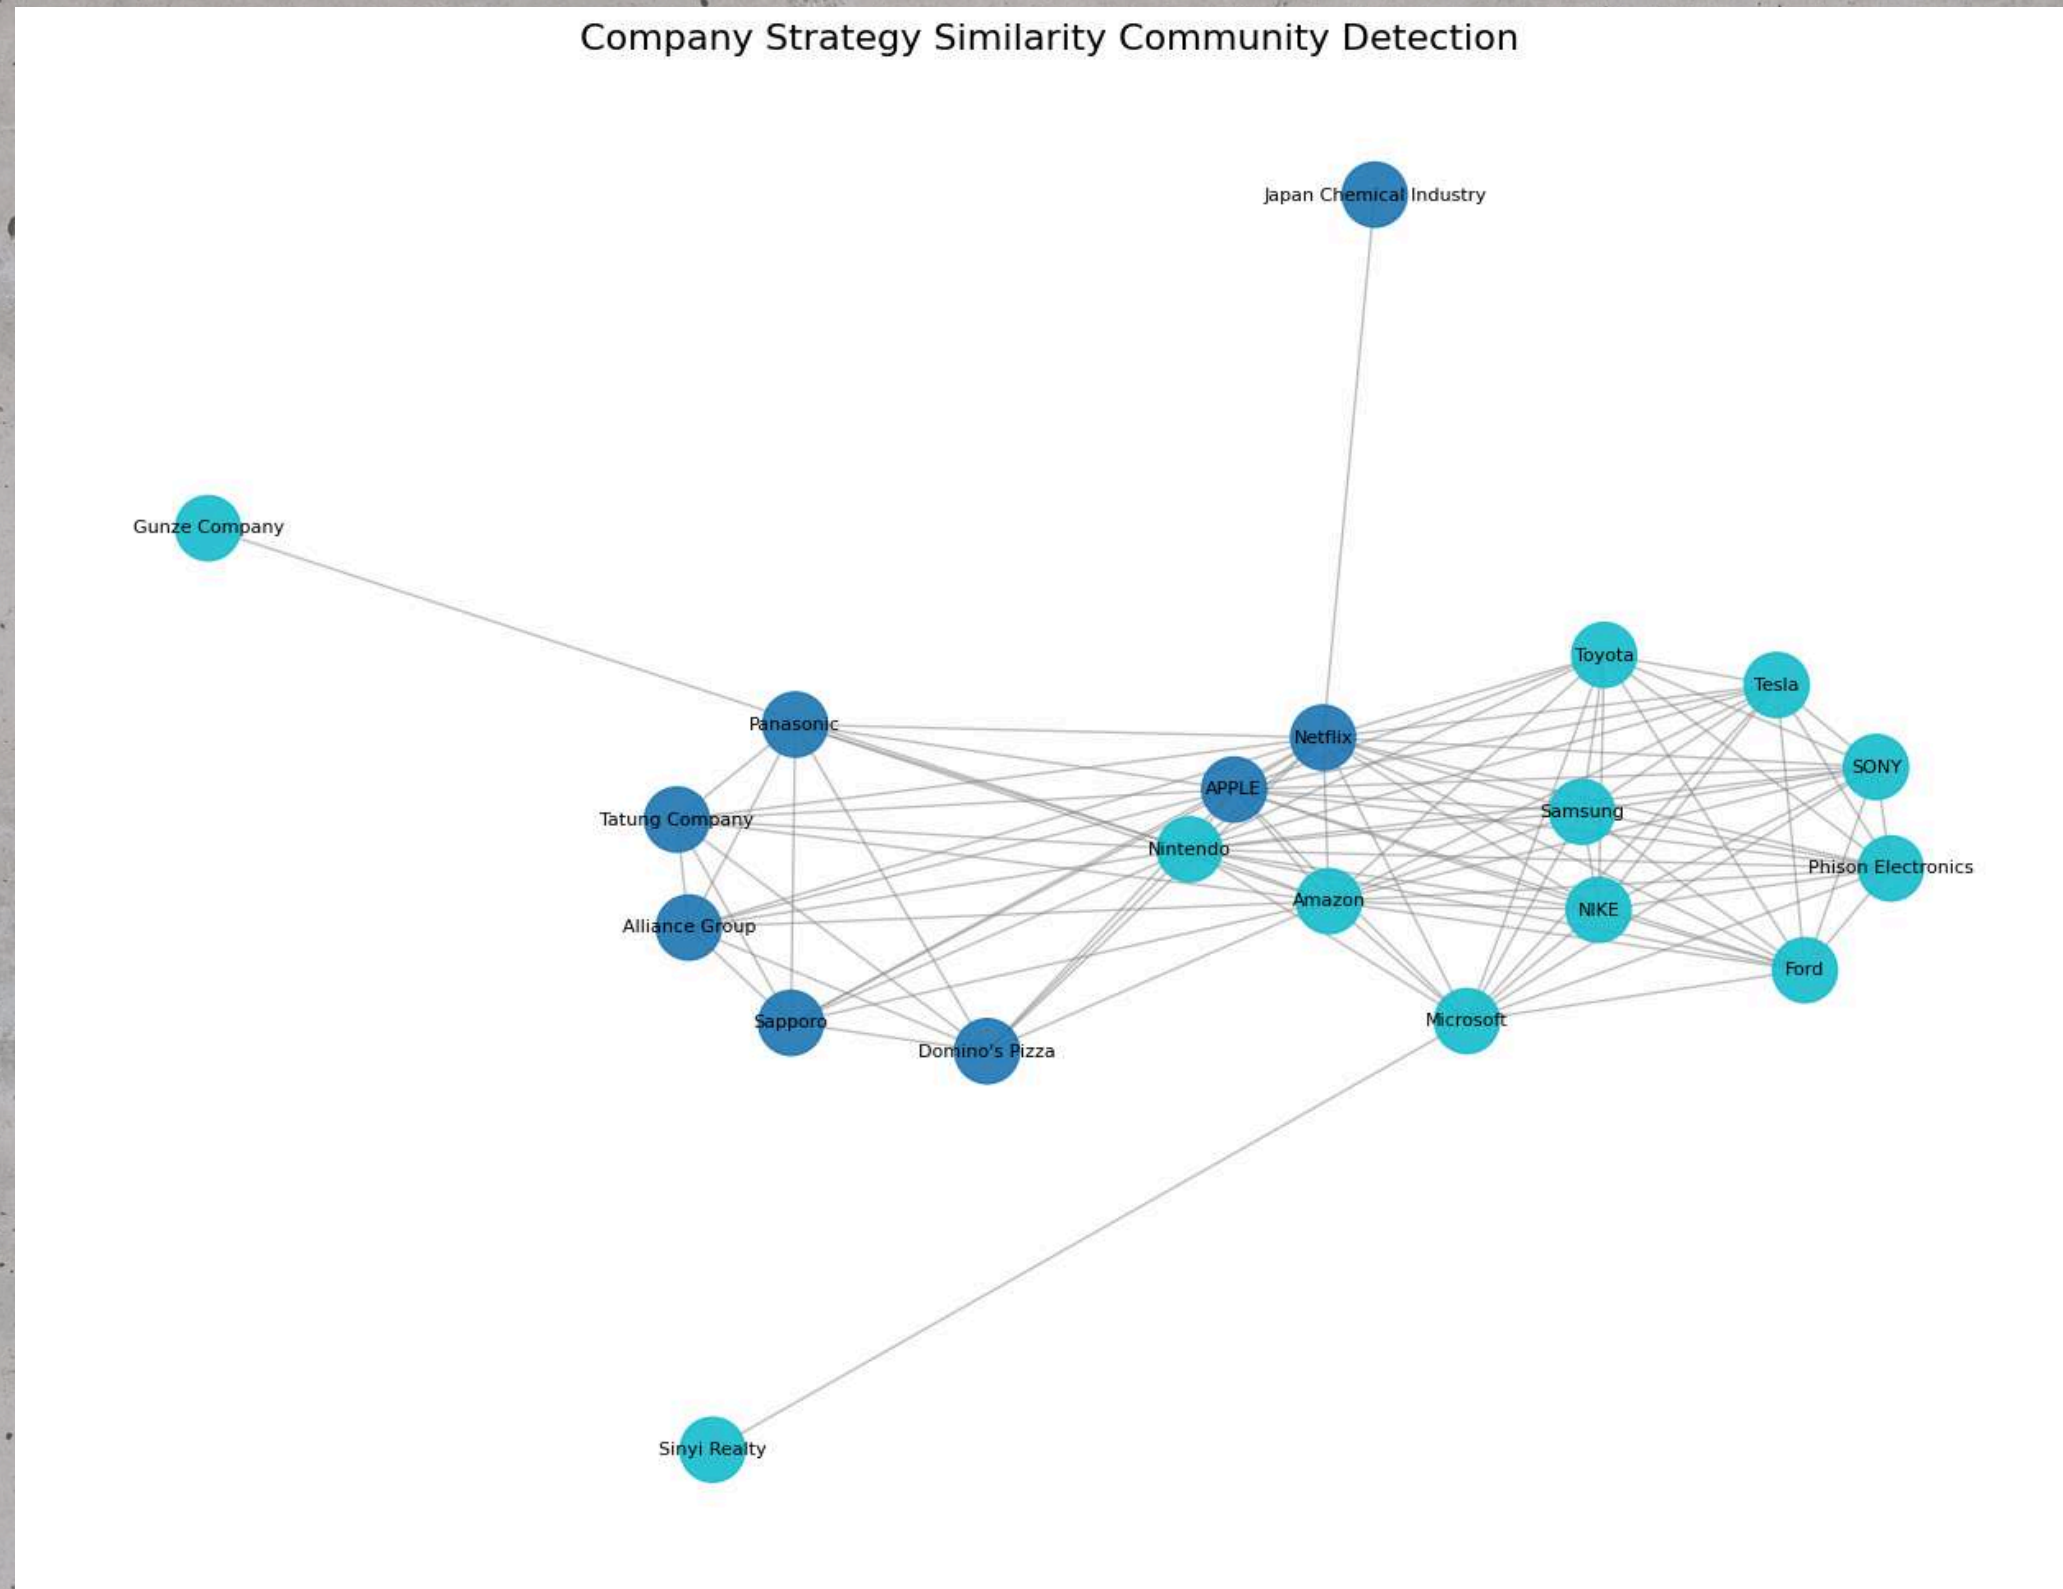 Company Strategy Similarity Community Detection
Japan Chemical Industry
Gunze Company
Toyota
Tesla
Panasonic
Netflix
SONY
APPLE
Samsung
Tatung Company
Nintendo
Phison Electronics
Amazon
NIKE
Alliance Group
Ford
Sapporo
Microsoft
Domino's Pizza
Sinyi Realty